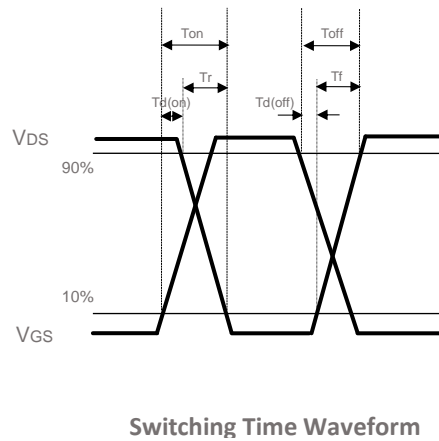 Ton
Toff
Tr
Tf
Td(on)
Td(off)
VDS
90%
10%
VGS
Switching Time Waveform